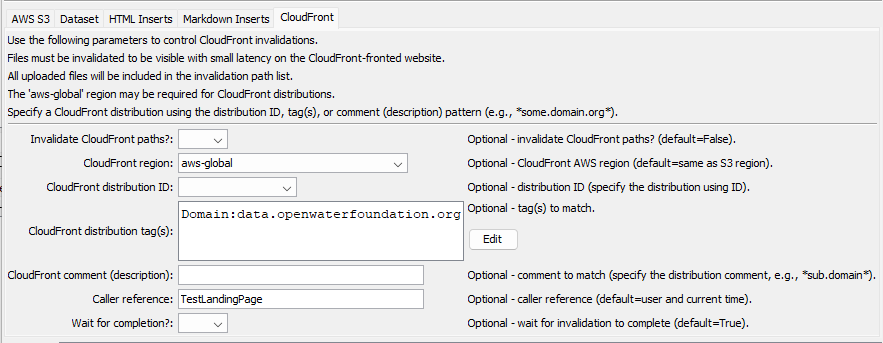 AWS S3 Dataset HTML Inserts Markdown Inserts CloudFront
Use the following parameters to control CloudFront invalidations.
Files must be invalidated to be visible with small latency on the CloudFront-fronted website.
All uploaded files will be included in the invalidation path list.
The 'aws-global' region may be required for CloudFront distributions.
Specify a CloudFront distribution using the distribution ID, tag(s), or comment (description) pattern (e.g., *some.domain.org*).
Invalidate CloudFront paths?: Optional - invalidate CloudFront paths? (default=False).
CloudFront region: aws-global Optional - CloudFront AWS region (default=same as S3 region).
CloudFront distribution ID: Optional - distribution ID (specify the distribution using ID).
CloudFront distribution tag(s): Domain:data.openwaterfoundation.org Optional - tag(s) to match.
Edit
CloudFront comment (description): Optional - comment to match (specify the distribution comment, e.g., *sub.domain*).
Caller reference: TestLandingPage Optional - caller reference (default=user and current time).
Wait for completion?: Optional - wait for invalidation to complete (default=True).